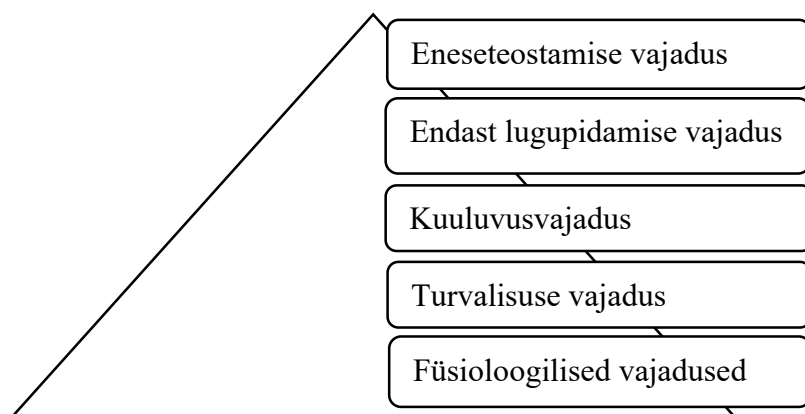 Eneseteostamise vajadus
Endast lugupidamise vajadus
Kuuluvusvajadus
Turvalisuse vajadus
Füsioloogilised vajadused